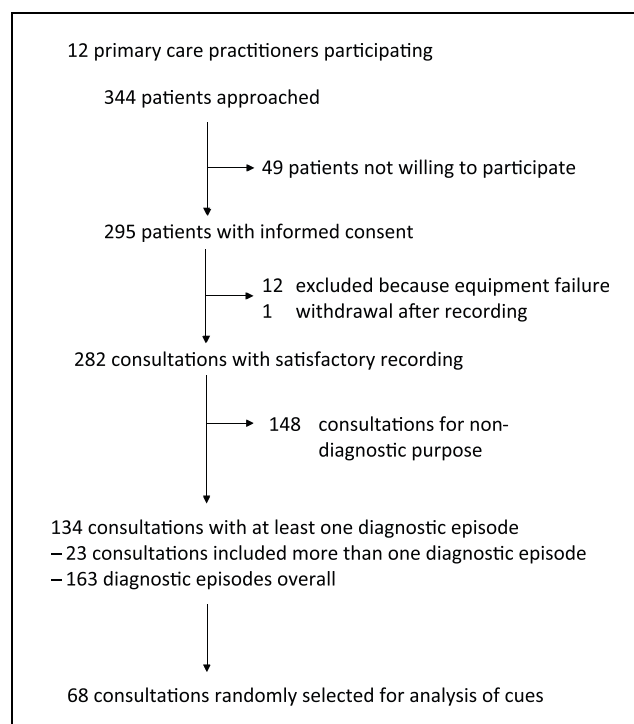 12 primary care practitioners participating
344 patients approached
49 patients not willing to participate
295 patients with informed consent
12 excluded because equipment failure
1 withdrawal after recording
282 consultations with satisfactory recording
148 consultations for non-
diagnostic purpose
134 consultations with at least one diagnostic episode
– 23 consultations included more than one diagnostic episode
– 163 diagnostic episodes overall
68 consultations randomly selected for analysis of cues